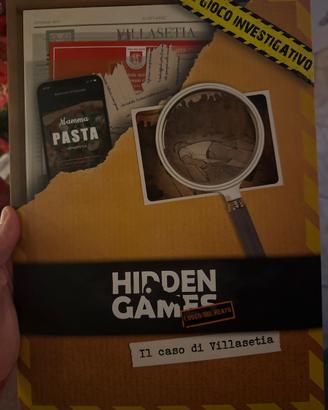 GIOCO INVESTIGATIVO
VILLASETIA
Mamma
PASTA
HIDDEN
GAMES
Il caso di Villasetia